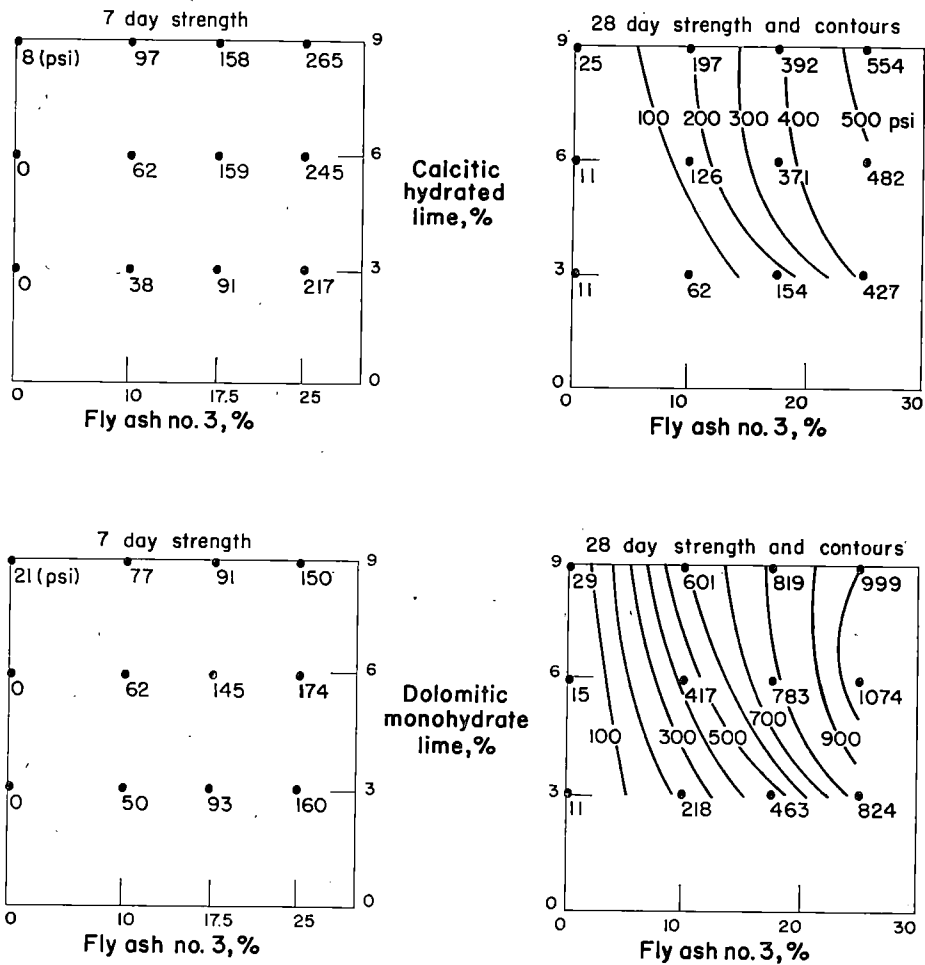 7 day strength
8 (psi) 97 158 265 9
0 62 159 245 6
0 38 91 217 3
0
0 10 17.5 25
Fly ash no. 3, %
Calcitic
hydrated
lime, %
28 day strength and contours
9 25 197 392 554
100 200 300 400 500 psi
6 11 126 371 482
3 11 62 154 427
0
0 10 20 30
Fly ash no. 3, %
7 day strength
21 (psi) 77 91 150 9
0 62 145 174 6
0 50 93 160 3
0
0 10 17.5 25
Fly ash no. 3, %
Dolomitic
monohydrate
lime, %
28 day strength and contours
9 29 601 819 999
6 15 417 783 1074
100 300 500 700 900
3 11 218 463 824
0
0 10 20 30
Fly ash no. 3, %